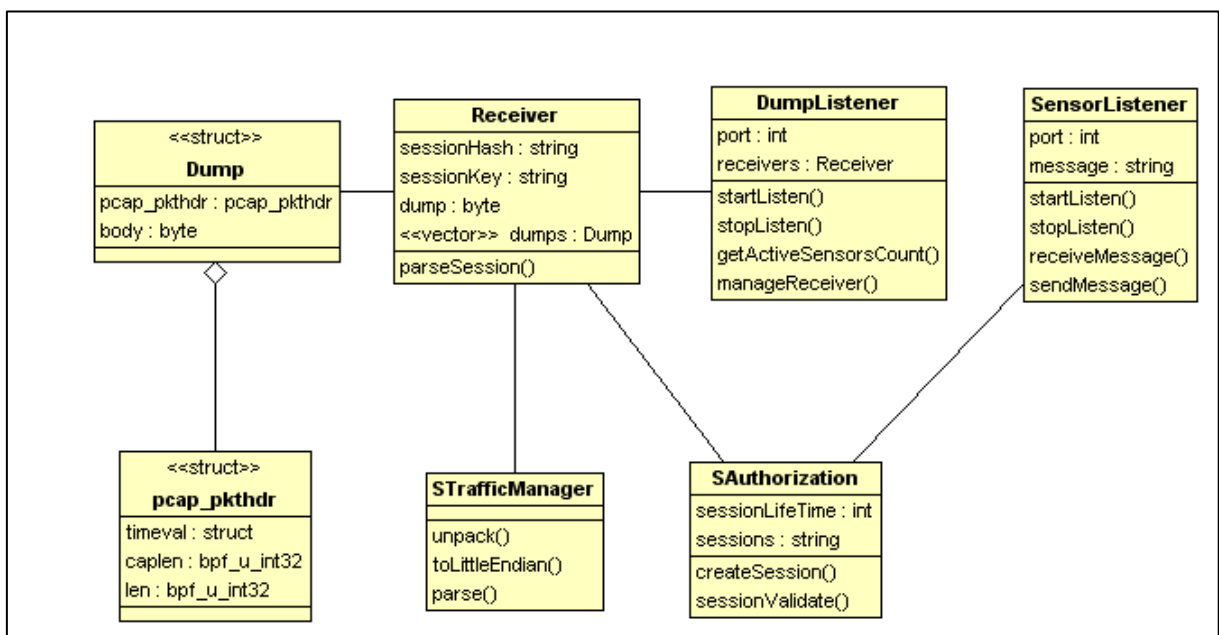 <<struct>>
Dump
pcap_pkthdr : pcap_pkthdr
body : byte
Receiver
sessionHash : string
sessionKey : string
dump : byte
<<vector>> dumps : Dump
parseSession()
DumpListener
port : int
receivers : Receiver
startListen()
stopListen()
getActiveSensorsCount()
manageReceiver()
SensorListener
port : int
message : string
startListen()
stopListen()
receiveMessage()
sendMessage()
<<struct>>
pcap_pkthdr
timeval : struct
caplen : bpf_u_int32
len : bpf_u_int32
STrafficManager
unpack()
toLittleEndian()
parse()
SAuthorization
sessionLifeTime : int
sessions : string
createSession()
sessionValidate()